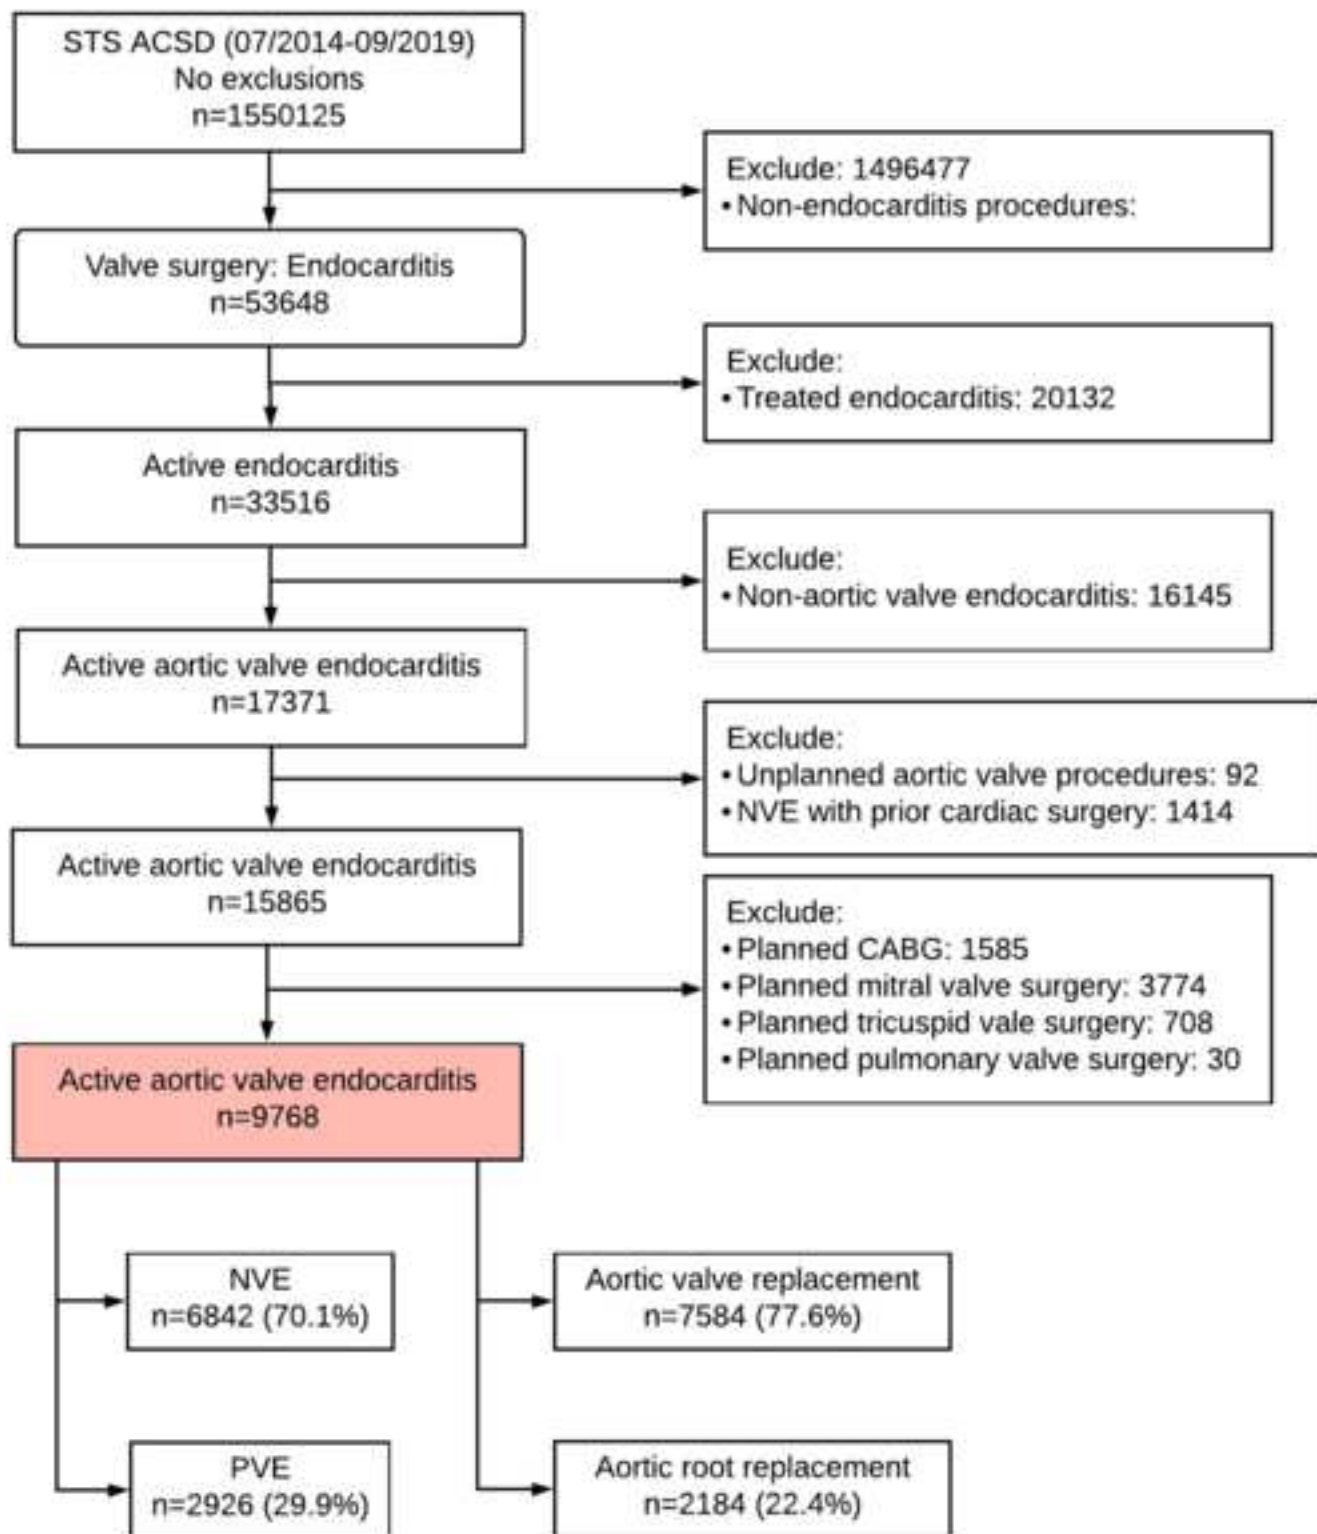 STS ACSD (07/2014-09/2019)
No exclusions
n=1550125
Exclude: 1496477
•Non-endocarditis procedures:
Valve surgery: Endocarditis
n=53648
Exclude:
•Treated endocarditis: 20132
Active endocarditis
n=33516
Exclude:
•Non-aortic valve endocarditis: 16145
Active aortic valve endocarditis
n=17371
Exclude:
•Unplanned aortic valve procedures: 92
•NVE with prior cardiac surgery: 1414
Active aortic valve endocarditis
n=15865
Exclude:
•Planned CABG: 1585
•Planned mitral valve surgery: 3774
•Planned tricuspid vale surgery: 708
•Planned pulmonary valve surgery: 30
Active aortic valve endocarditis
n=9768
NVE
n=6842 (70.1%)
Aortic valve replacement
n=7584 (77.6%)
PVE
n=2926 (29.9%)
Aortic root replacement
n=2184 (22.4%)